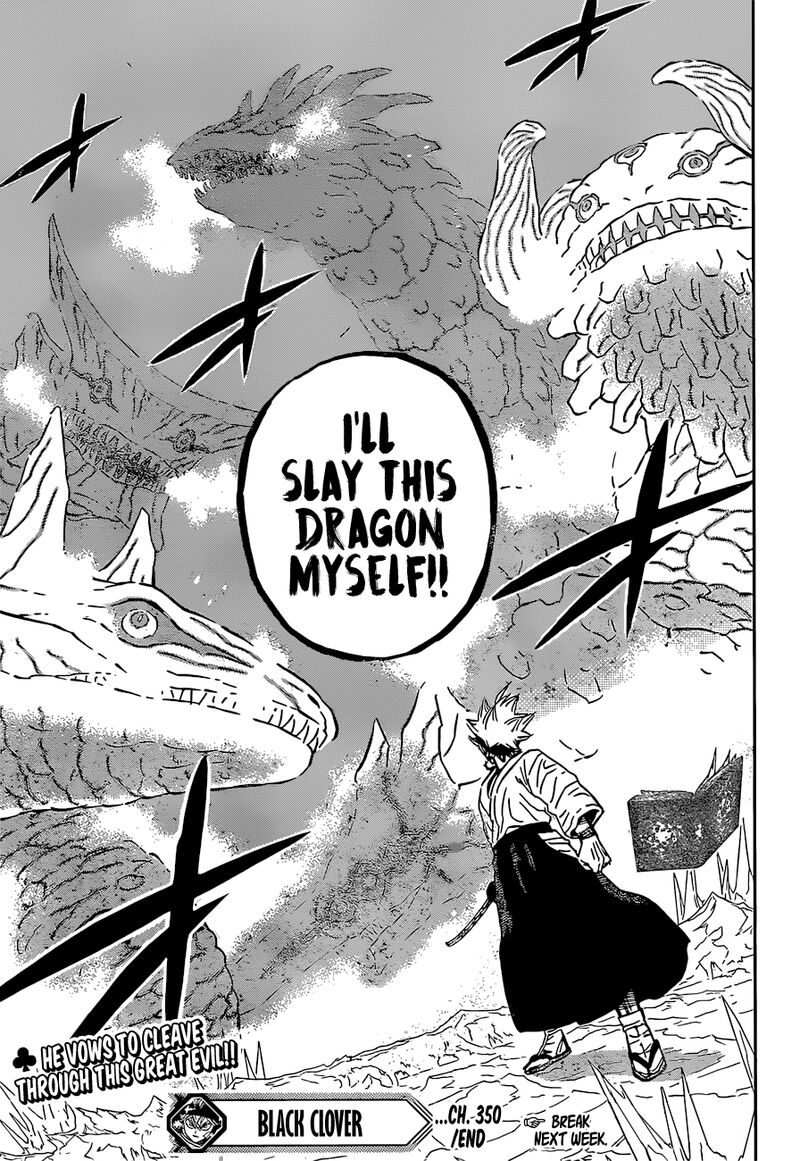 I'LL
SLAY THIS
DRAGON
MYSELF!!
♣ HE VOWS TO CLEAVE
THROUGH THIS GREAT EVIL!!
BLACK CLOVER
...CH. 350
/END
☞ BREAK
NEXT WEEK.